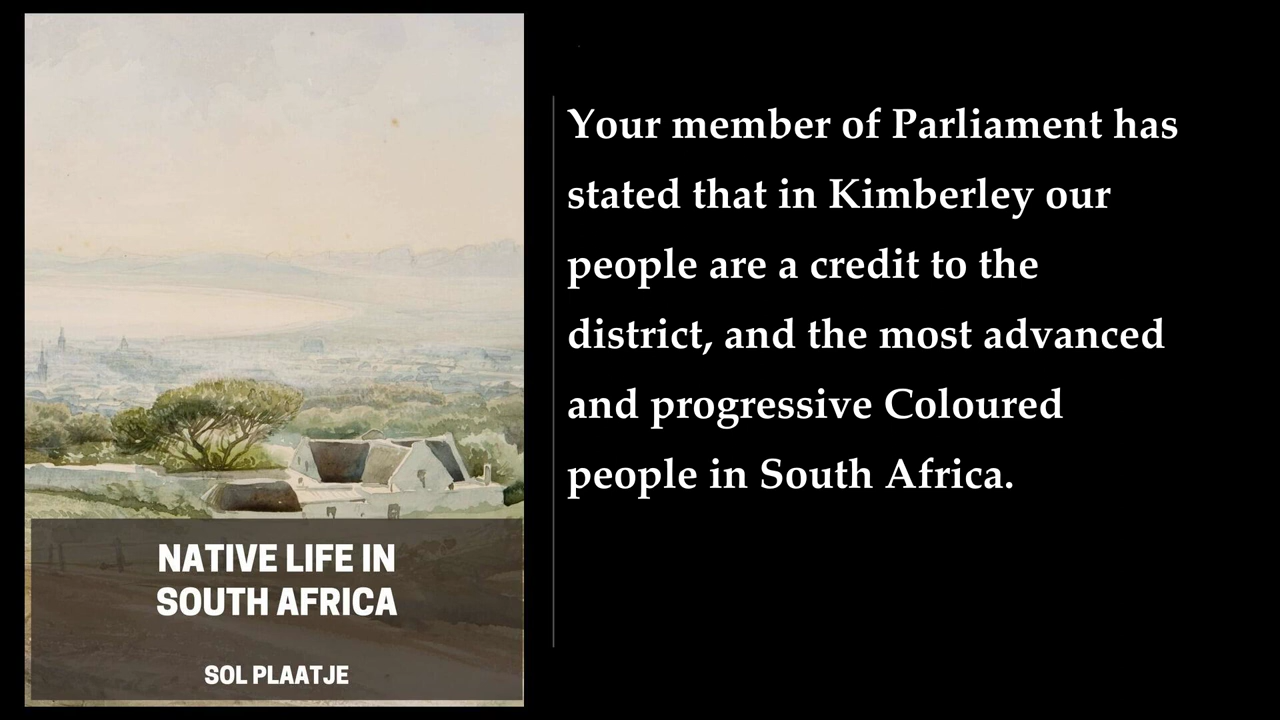 Your member of Parliament has
stated that in Kimberley our
people are a credit to the
district, and the most advanced
and progressive Coloured
people in South Africa.
NATIVE LIFE IN
SOUTH AFRICA
SOL PLAATJE